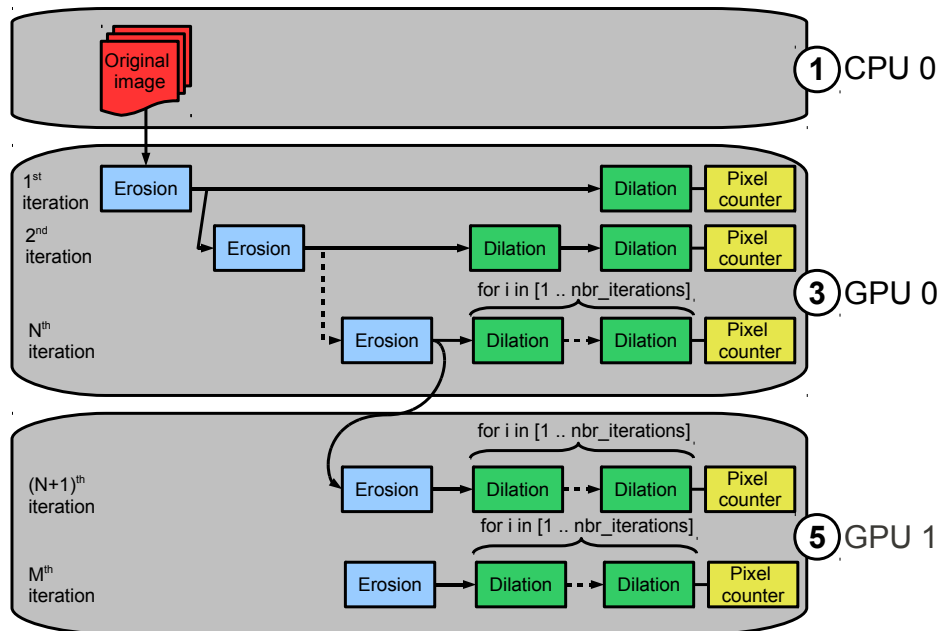 Original
image
1 CPU 0
1st
iteration
Erosion
Dilation
Pixel
counter
2nd
iteration
Erosion
Dilation
Dilation
Pixel
counter
3 GPU 0
for i in [1 .. nbr_iterations]
Nth
iteration
Erosion
Dilation
Dilation
Pixel
counter
for i in [1 .. nbr_iterations]
(N+1)th
iteration
Erosion
Dilation
Dilation
Pixel
counter
for i in [1 .. nbr_iterations]
5 GPU 1
Mth
iteration
Erosion
Dilation
Dilation
Pixel
counter